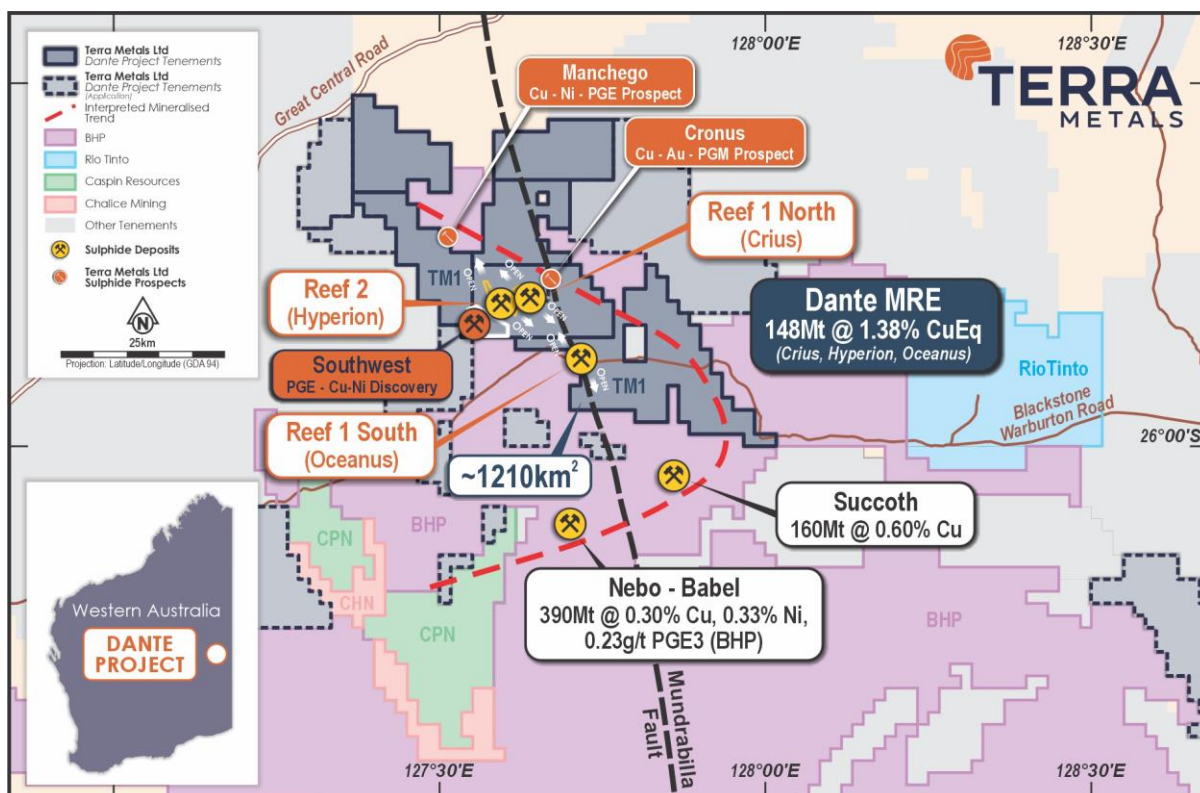 Terra Metals Ltd
Dante Project Tenements
Terra Metals Ltd
Dante Project Tenements
(Application)
Interpreted Mineralised
Trend
BHP
Rio Tinto
Caspin Resources
Chalice Mining
Other Tenements
Sulphide Deposits
Terra Metals Ltd
Sulphide Prospects
N
25km
Projection: Latitude/Longitude (GDA 94)
Great Central Road
128°00'E
128°30'E
TERRA
METALS
Manchego
Cu - Ni - PGE Prospect
Cronus
Cu - Au - PGM Prospect
Reef 1 North
(Crius)
TM1
OPEN
OPEN
OPEN
OPEN
OPEN
OPEN
OPEN
Reef 2
(Hyperion)
Southwest
PGE - Cu-Ni Discovery
Dante MRE
148Mt @ 1.38% CuEq
(Crius, Hyperion, Oceanus)
RioTinto
TM1
Blackstone
Warburton Road
26°00'S
Reef 1 South
(Oceanus)
~1210km²
Succoth
160Mt @ 0.60% Cu
BHP
CPN
CHN
CPN
Nebo - Babel
390Mt @ 0.30% Cu, 0.33% Ni,
0.23g/t PGE3 (BHP)
BHP
Western Australia
DANTE
PROJECT
Mundrabilla
Fault
127°30'E
128°00'E
128°30'E